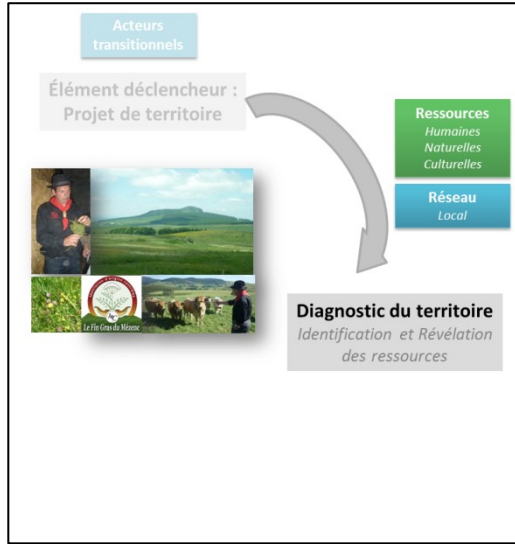 Acteurs
transitionnels
Élément déclencheur :
Projet de territoire
Ressources
Humaines
Naturelles
Culturelles
Réseau
Local
Le Fin Gras du Mézenc
Diagnostic du territoire
Identification et Révélation
des ressources